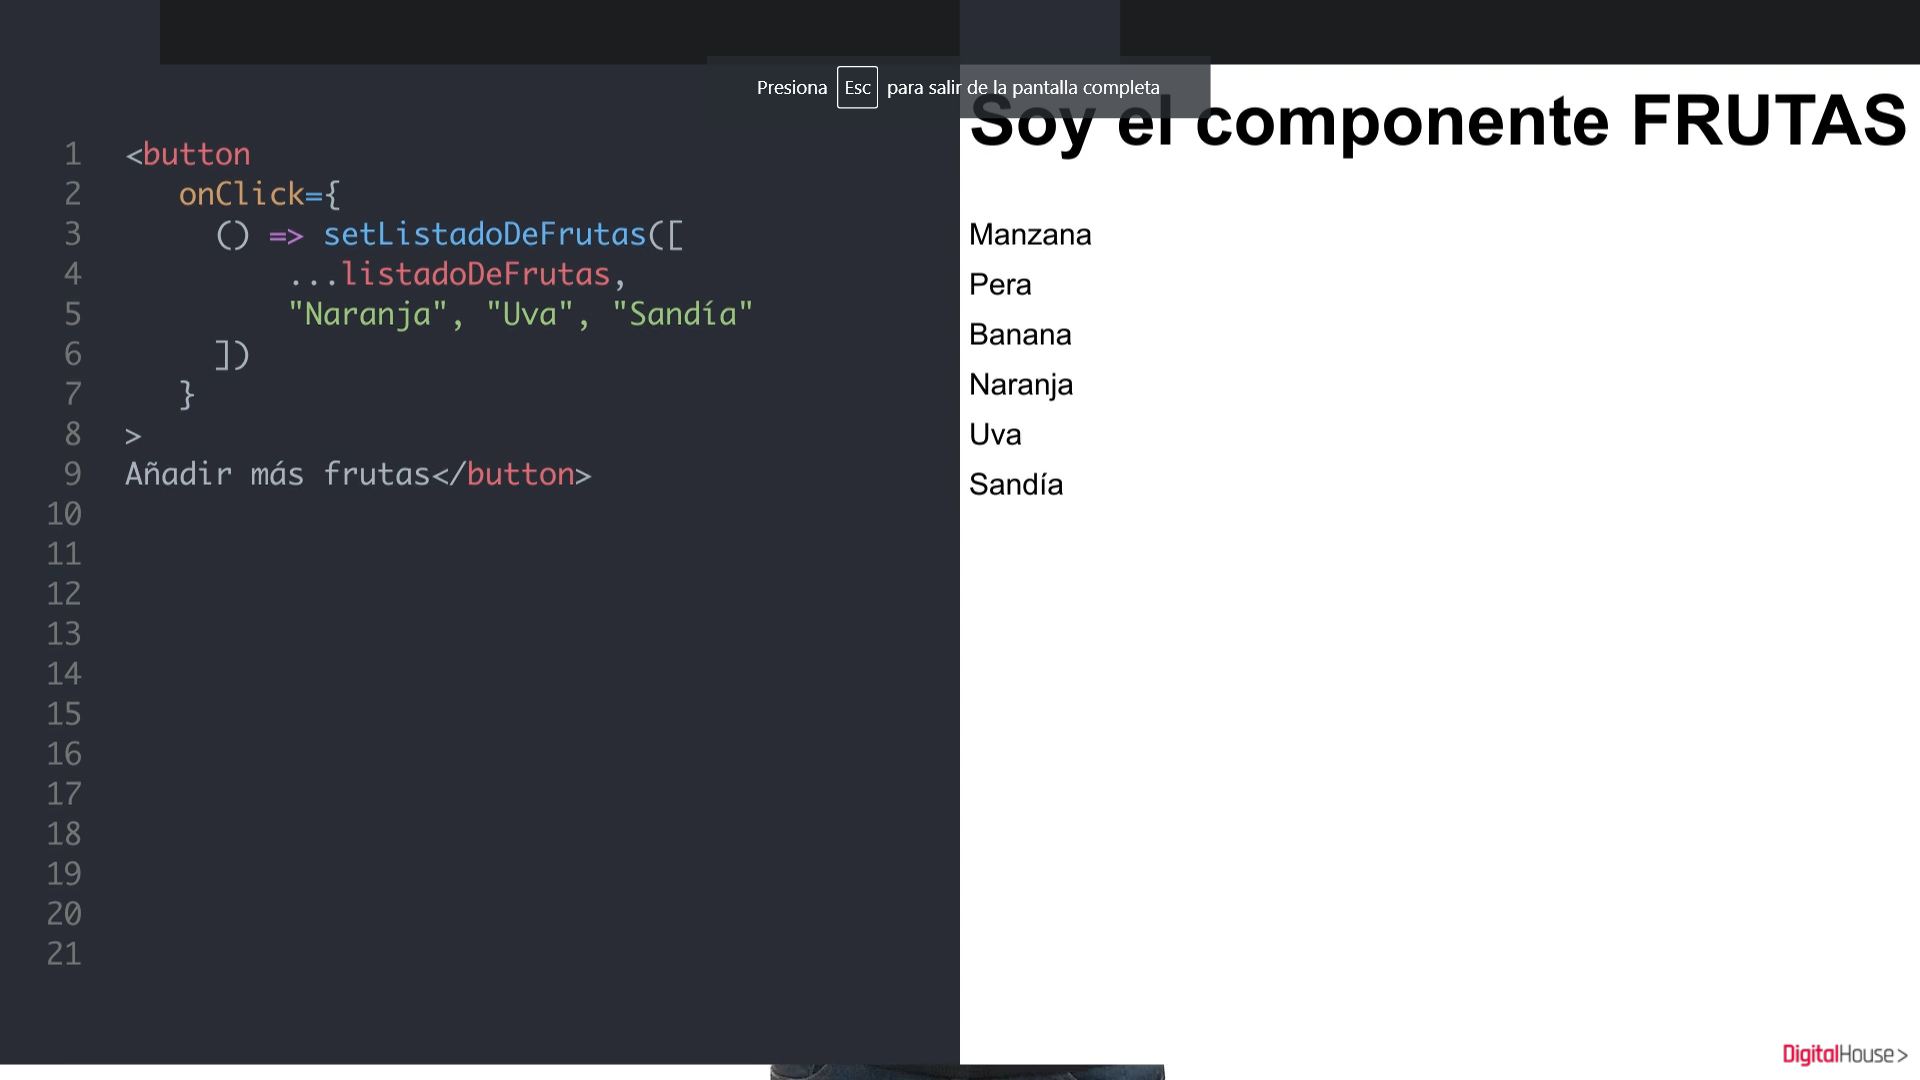 Presiona Esc para salir de la pantalla completa
1 <button
2 onClick={
3 () => setListadoDeFrutas([
4 ...listadoDeFrutas,
5 "Naranja", "Uva", "Sandía"
6 ])
7 }
8 >
9 Añadir más frutas</button>
10
11
12
13
14
15
16
17
18
19
20
21
Soy el componente FRUTAS
Manzana
Pera
Banana
Naranja
Uva
Sandía
DigitalHouse>